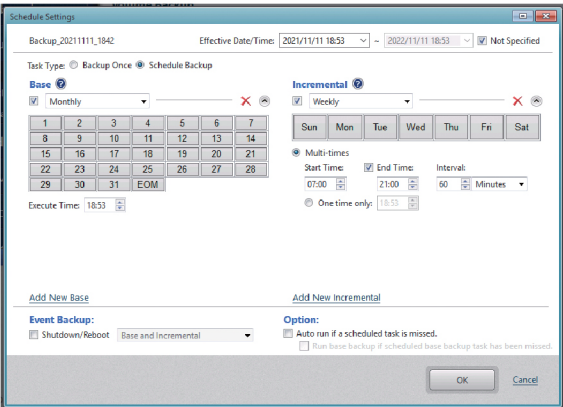 Schedule Settings
Backup_20211111_1842 Effective Date/Time: 2021/11/11 18:53 ~ 2022/11/11 18:53 Not Specified
Task Type: Backup Once Schedule Backup
Base ?
Monthly
1 2 3 4 5 6 7
8 9 10 11 12 13 14
15 16 17 18 19 20 21
22 23 24 25 26 27 28
29 30 31 EOM
Execute Time: 18:53
Incremental ?
Weekly
Sun Mon Tue Wed Thu Fri Sat
Multi-times
Start Time: End Time: Interval:
07:00 21:00 60 Minutes
One time only: 18:53
Add New Base Add New Incremental
Event Backup:
Shutdown/Reboot Base and Incremental
Option:
Auto run if a scheduled task is missed.
Run base backup if scheduled base backup task has been missed.
OK Cancel